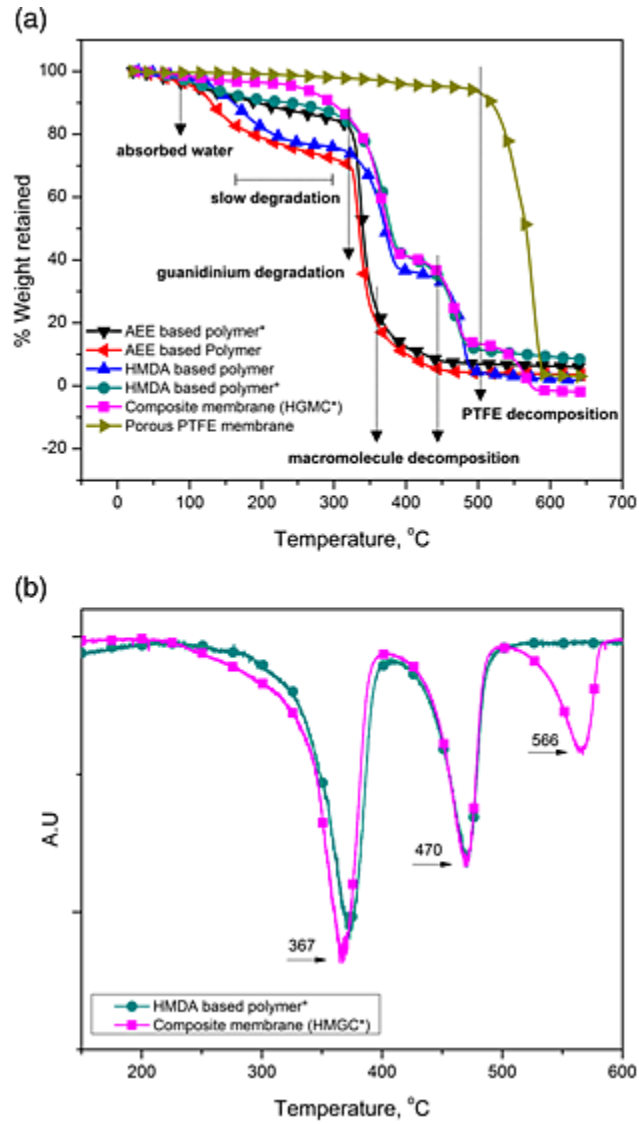 (a)
100
80
60
40
20
0
-20
% Weight retained
absorbed water
slow degradation
guanidinium degradation
AEE based polymer*
AEE based Polymer
HMDA based polymer
HMDA based polymer*
Composite membrane (HGMC*)
Porous PTFE membrane
PTFE decomposition
macromolecule decomposition
0 100 200 300 400 500 600 700
Temperature, °C
(b)
A.U
566
470
367
HMDA based polymer*
Composite membrane (HMGC*)
200 300 400 500 600
Temperature, °C